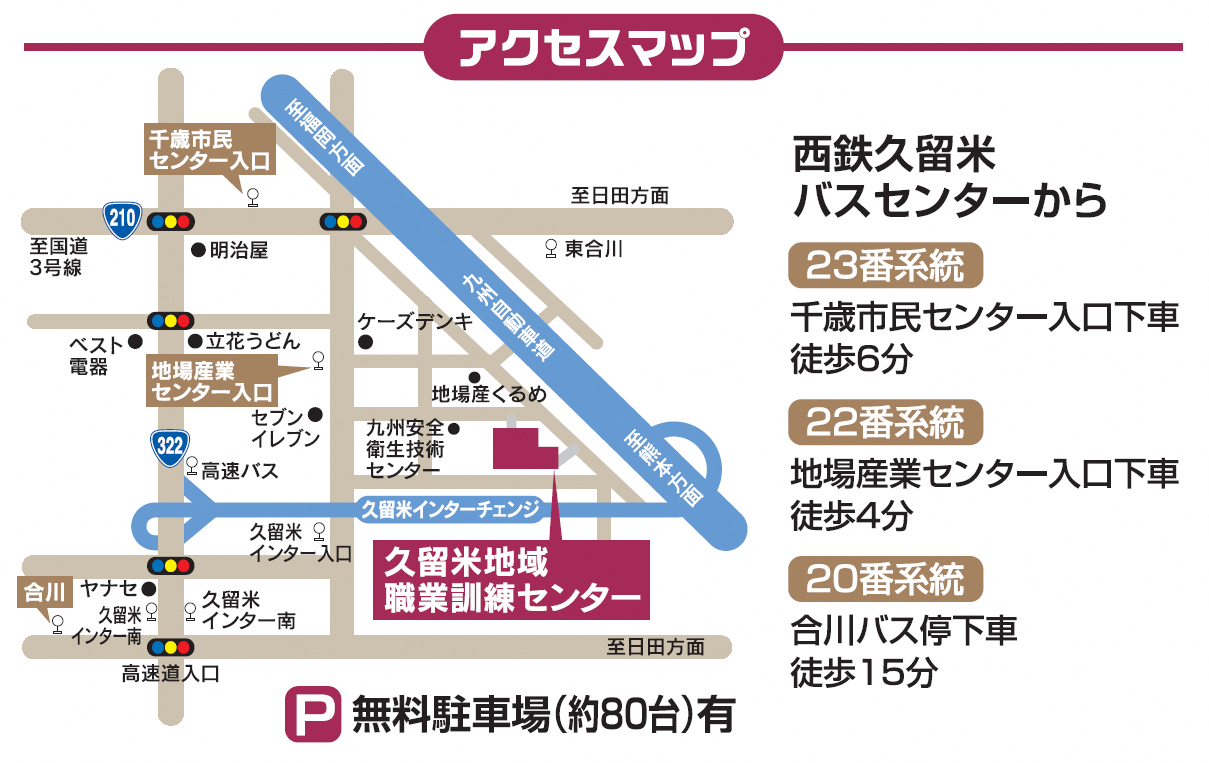 アクセスマップ
至福岡方面
千歳市民
センター入口
至日田方面
210
至国道
3号線
明治屋
東合川
九州自動車道
ケーズデンキ
ベスト
電器
立花うどん
地場産業
センター入口
地場産くるめ
セブン
イレブン
九州安全
衛生技術
センター
至熊本方面
322
高速バス
久留米インターチェンジ
久留米
インター入口
久留米地域
職業訓練センター
合川
ヤナセ
久留米
インター南
久留米
インター南
至日田方面
高速道入口
P 無料駐車場(約80台)有
西鉄久留米
バスセンターから
23番系統
千歳市民センター入口下車
徒歩6分
22番系統
地場産業センター入口下車
徒歩4分
20番系統
合川バス停下車
徒歩15分